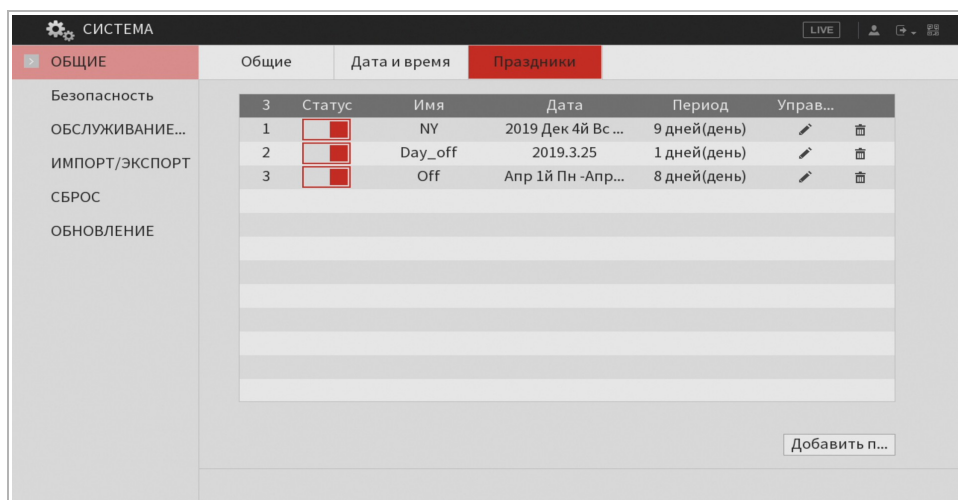 СИСТЕМА LIVE
ОБЩИЕ Общие Дата и время Праздники
Безопасность
ОБСЛУЖИВАНИЕ...
ИМПОРТ/ЭКСПОРТ
СБРОС
ОБНОВЛЕНИЕ
3 Статус Имя Дата Период Управ...
1 NY 2019 Дек 4й Вс ... 9 дней(день)
2 Day_off 2019.3.25 1 дней(день)
3 Off Апр 1й Пн -Апр... 8 дней(день)
Добавить п...